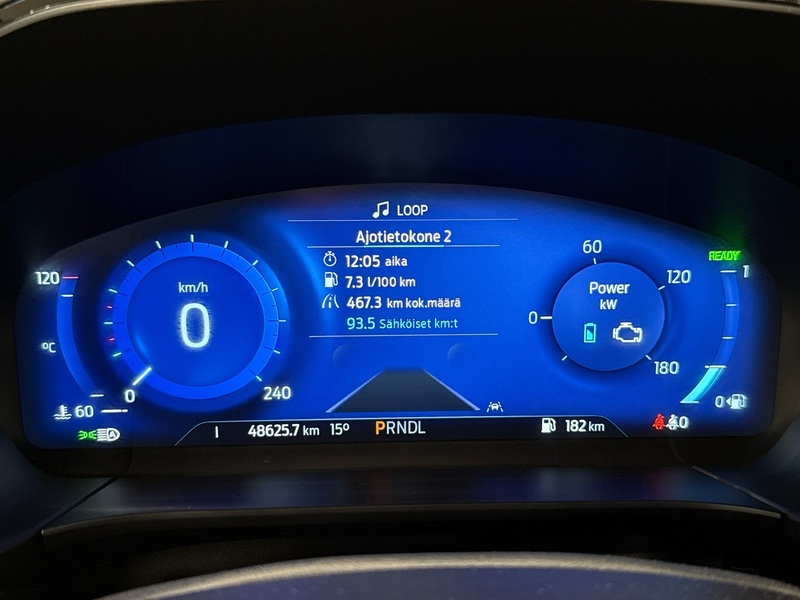 LOOP
Ajotietokone 2
12:05 aika
7.3 l/100 km
467.3 km kok.määrä
93.5 Sähköiset km:t
120
°C
60
km/h
0
0
240
60
120
180
0
Power
kW
READY
1
0
A
I 48625.7 km 15° PRNDL 182 km
0